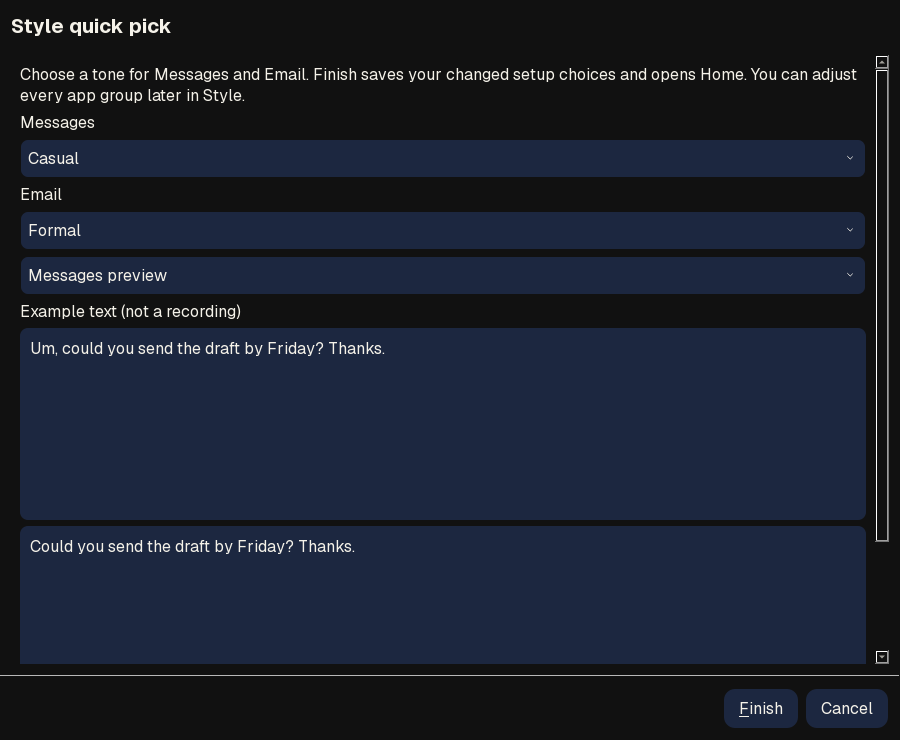 Style quick pick
Choose a tone for Messages and Email. Finish saves your changed setup choices and opens Home. You can adjust
every app group later in Style.
Messages
Casual
Email
Formal
Messages preview
Example text (not a recording)
Um, could you send the draft by Friday? Thanks.
Could you send the draft by Friday? Thanks.
Finish
Cancel